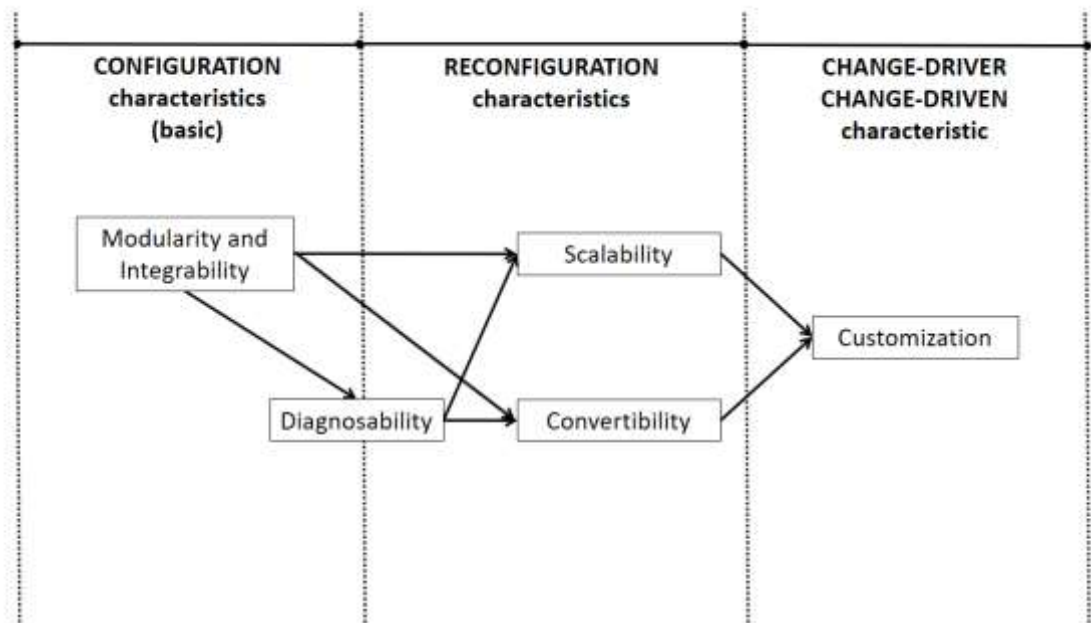 CONFIGURATION
characteristics
(basic)
RECONFIGURATION
characteristics
CHANGE-DRIVER
CHANGE-DRIVEN
characteristic
Modularity and
Integrability
Scalability
Customization
Diagnosability
Convertibility